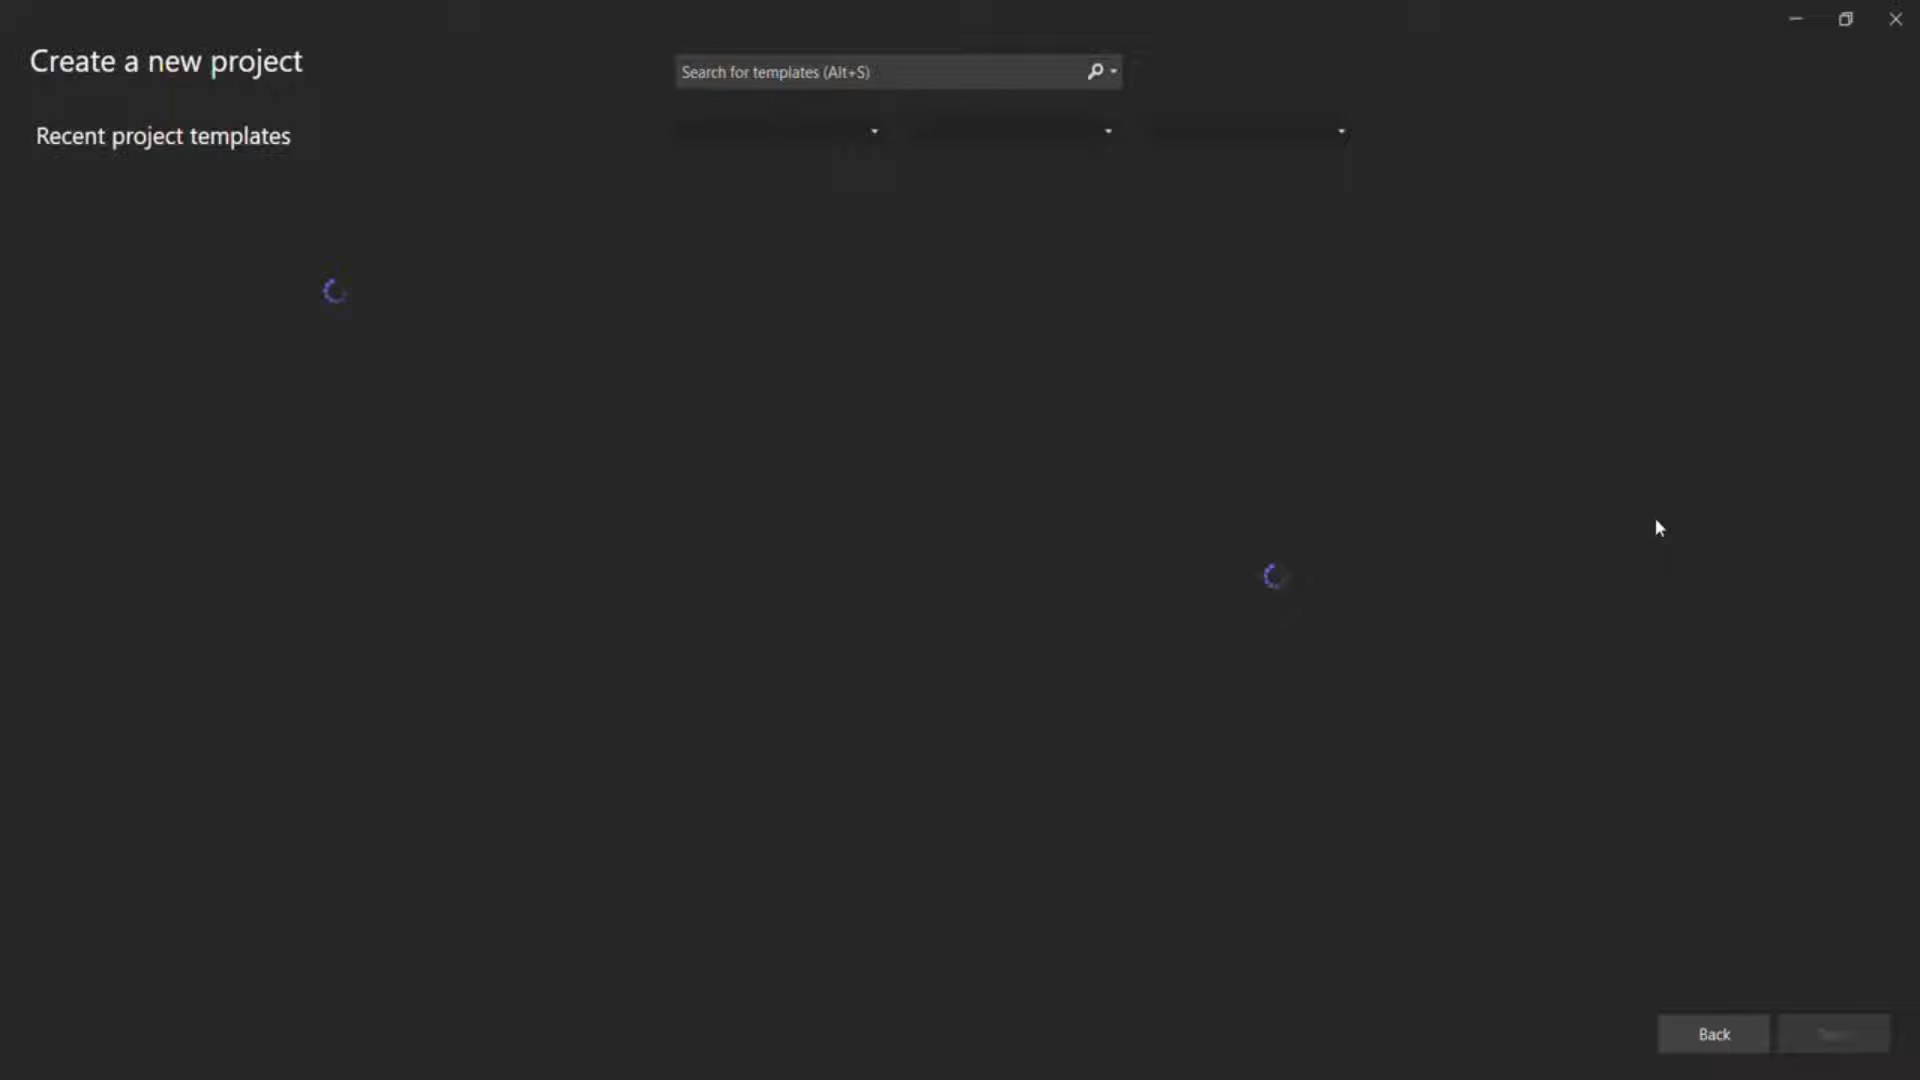 Create a new project
Search for templates (Alt+S)
Recent project templates
Back